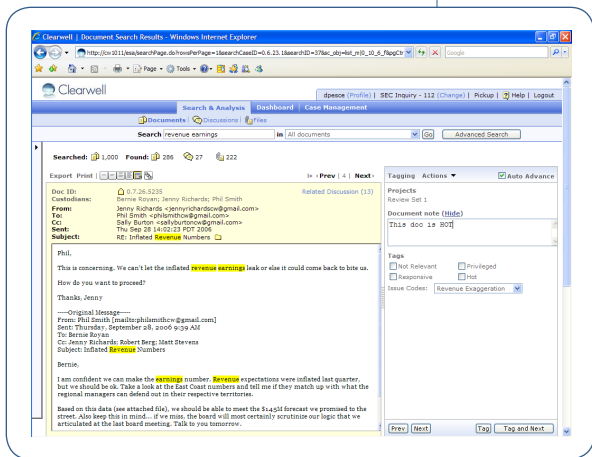 Clearwell | Document Search Results - Windows Internet Explorer
Google
Page
Tools
Clearwell
dpesce (Profile) | SEC Inquiry - 112 (Change) | Pickup | Help | Logout
Search & Analysis Dashboard | Case Management
Documents | Discussions | Files
Search revenue earnings in All documents Go Advanced Search
Searched: 1,000 Found: 286 27 222
Export Print | Prev | 4 | Next
Tagging Actions Auto Advance
Doc ID: 0.7.26.5235 Related Discussion (13)
Custodians: Bernie Royan; Jenny Richards; Phil Smith
From: Jenny Richards <jennyrichardscw@gmail.com>
To: Phil Smith <philsmithcw@gmail.com>
Cc: Sally Burton <sallyburtoncw@gmail.com>
Sent: Thu Sep 28 14:02:23 PDT 2006
Subject: RE: Inflated Revenue Numbers
Projects
Review Set 1
Document note (Hide)
This doc is HOT
Tags
Not Relevant Privileged
Responsive Hot
Issue Codes: Revenue Exaggeration
Phil,
This is concerning. We can't let the inflated revenue earnings leak or else it could come back to bite us.
How do you want to proceed?
Thanks, Jenny
-----Original Message-----
From: Phil Smith [mailto:philsmithcw@gmail.com]
Sent: Thursday, September 28, 2006 9:39 AM
To: Bernie Royan
Cc: Jenny Richards; Robert Berg; Matt Stevens
Subject: Inflated Revenue Numbers
Bernie,
I am confident we can make the earnings number. Revenue expectations were inflated last quarter,
but we should be ok. Take a look at the East Coast numbers and tell me if they match up with what the
regional managers can defend out in their respective territories.
Based on this data (see attached file), we should be able to meet the $145M forecast we promised to the
street. Also keep this in mind... if we miss, the board will most certainly scrutinize our logic that we
articulated at the last board meeting. Talk to you tomorrow.
Prev Next Tag Tag and Next